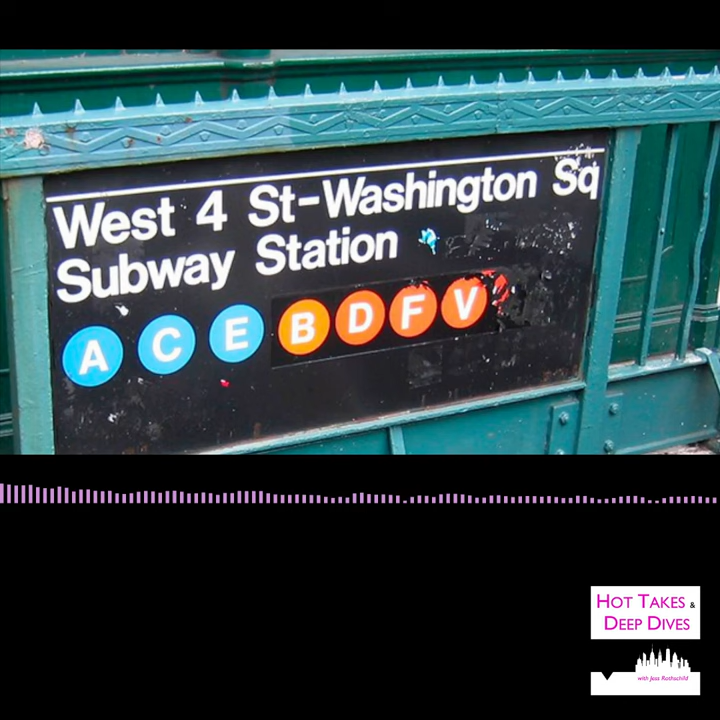 West 4 St-Washington Sq
Subway Station
A C E B D F V
HOT TAKES &
DEEP DIVES
with Jess Rothschild